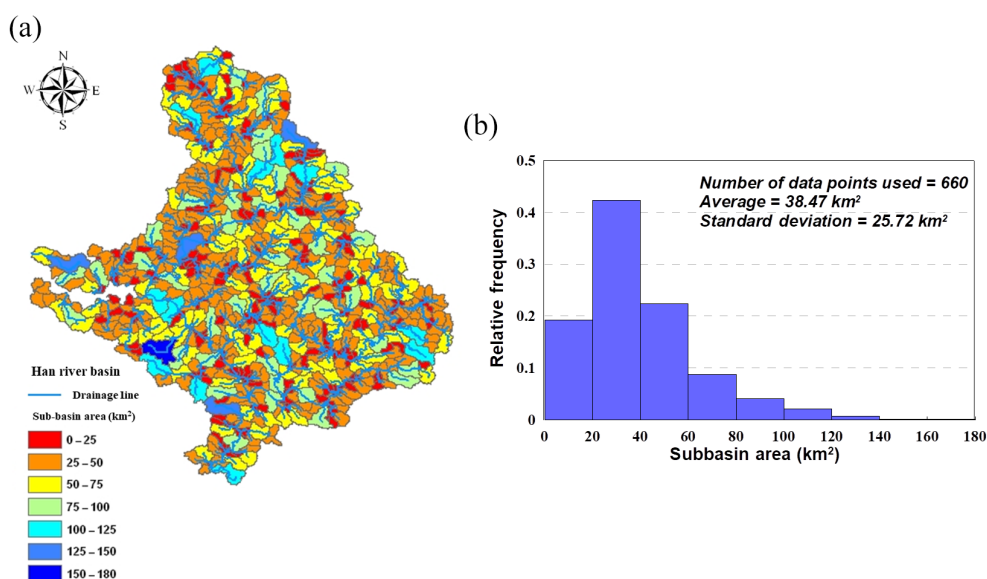 (a)
N
W
E
S
Han river basin
Drainage line
Sub-basin area (km²)
0 – 25
25 – 50
50 – 75
75 – 100
100 – 125
125 – 150
150 – 180
(b)
Number of data points used = 660
Average = 38.47 km²
Standard deviation = 25.72 km²
Relative frequency
0.5
0.4
0.3
0.2
0.1
0
0 20 40 60 80 100 120 140 160 180
Subbasin area (km²)